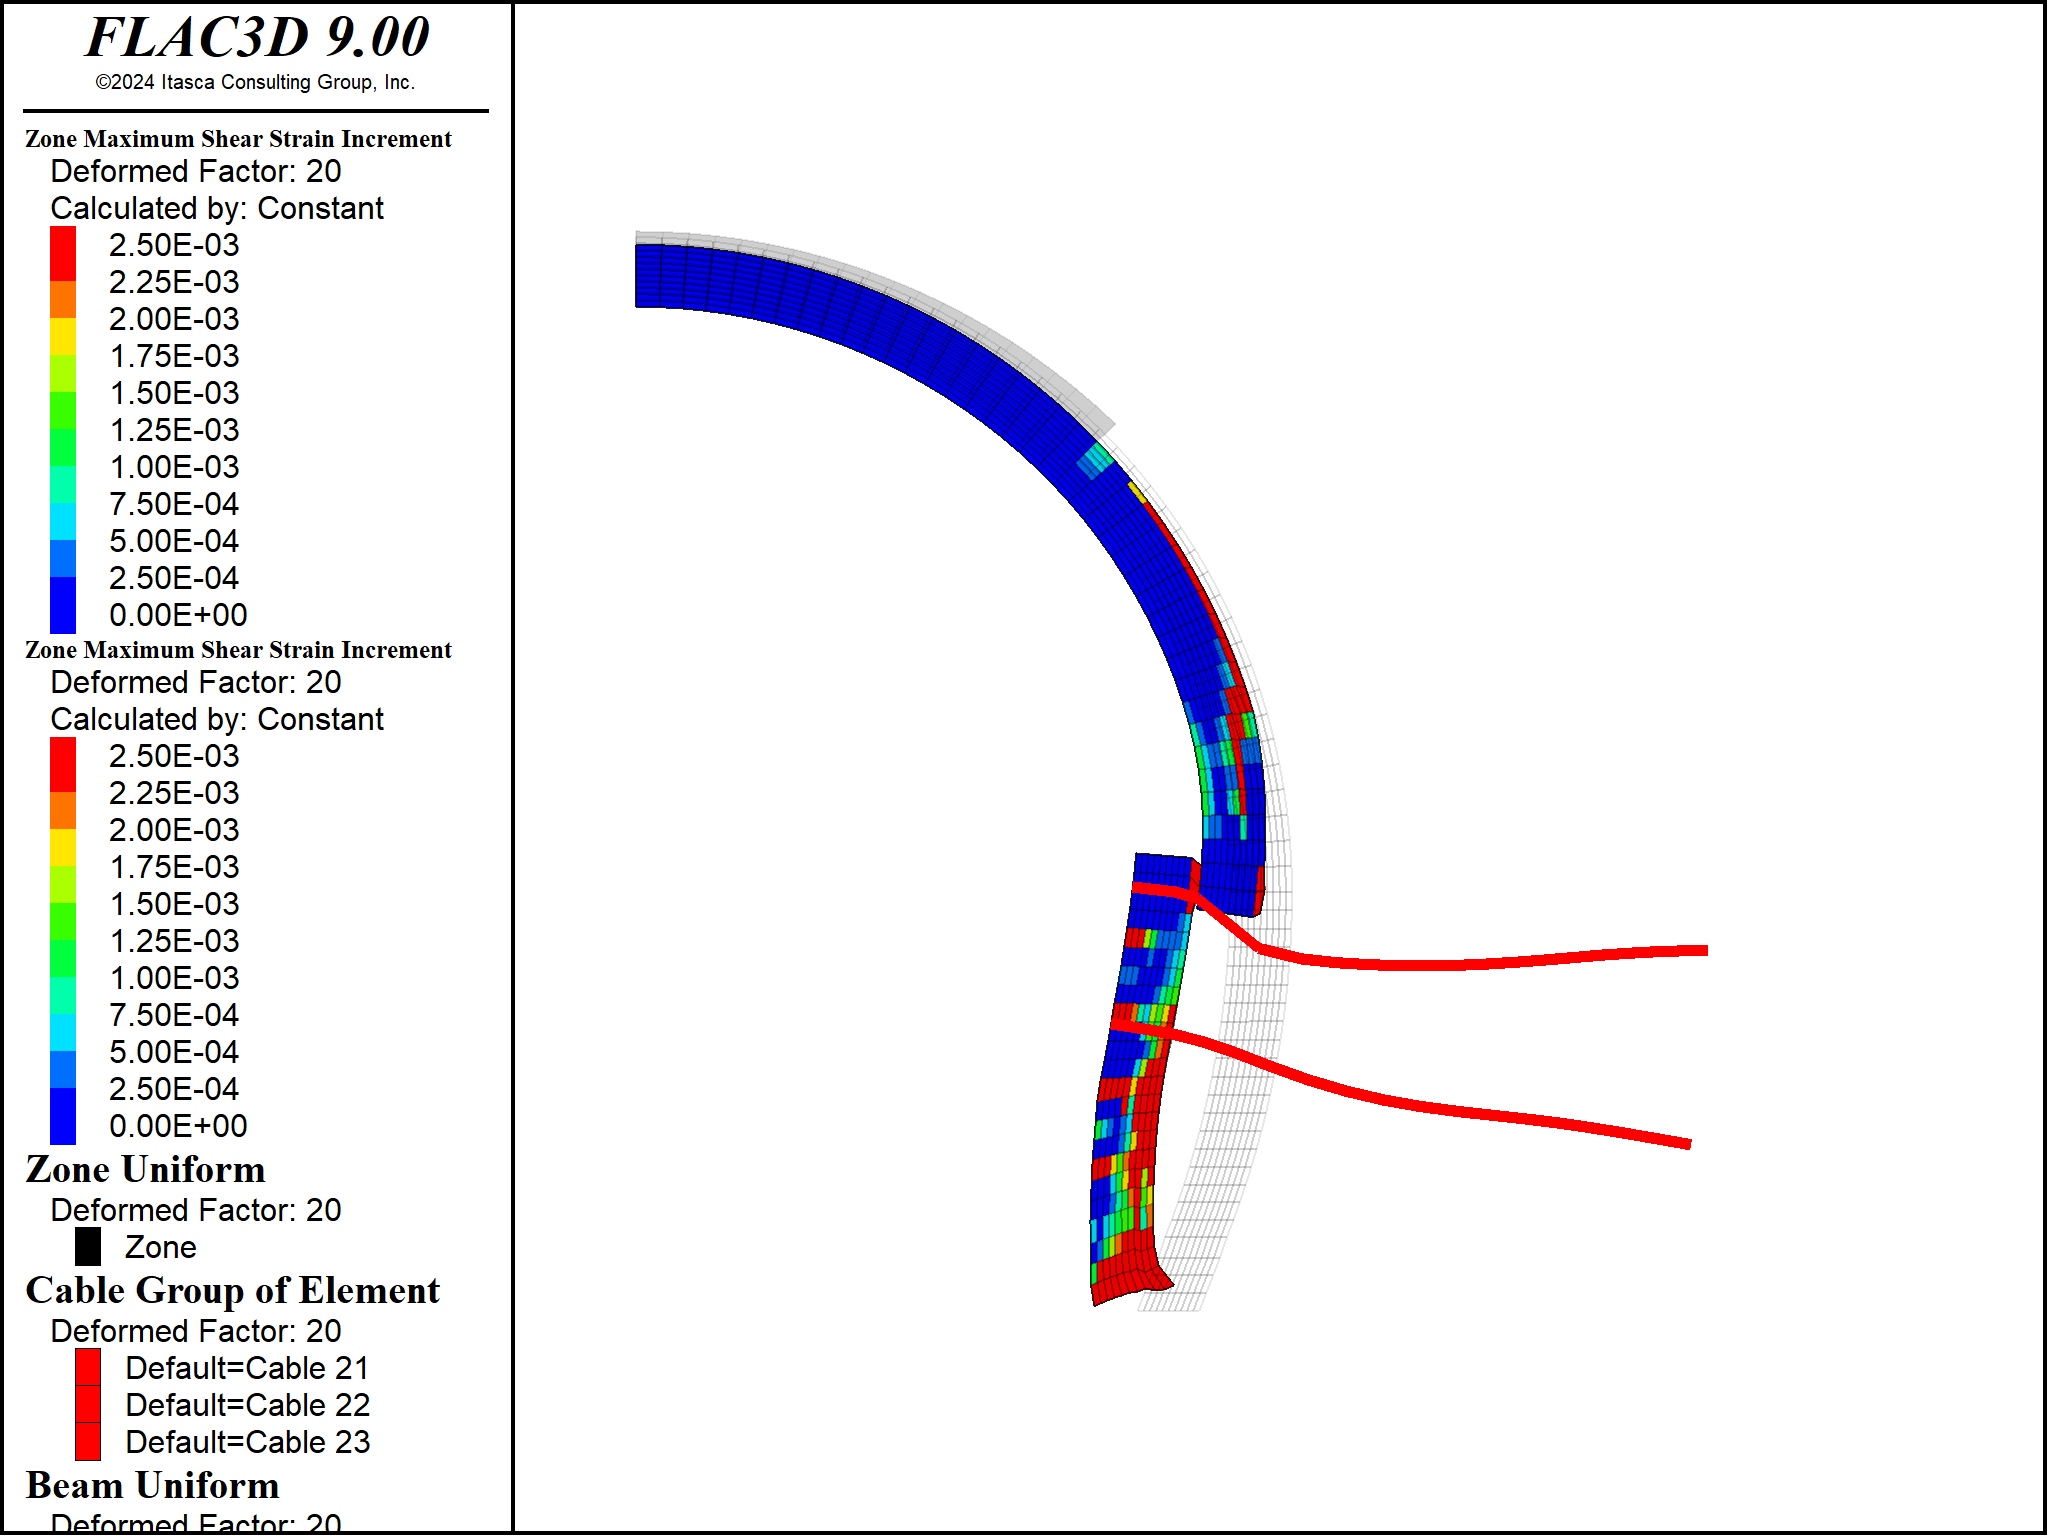 FLAC3D 9.00
©2024 Itasca Consulting Group, Inc.
Zone Maximum Shear Strain Increment
Deformed Factor: 20
Calculated by: Constant
2.50E-03
2.25E-03
2.00E-03
1.75E-03
1.50E-03
1.25E-03
1.00E-03
7.50E-04
5.00E-04
2.50E-04
0.00E+00
Zone Maximum Shear Strain Increment
Deformed Factor: 20
Calculated by: Constant
2.50E-03
2.25E-03
2.00E-03
1.75E-03
1.50E-03
1.25E-03
1.00E-03
7.50E-04
5.00E-04
2.50E-04
0.00E+00
Zone Uniform
Deformed Factor: 20
Zone
Cable Group of Element
Deformed Factor: 20
Default=Cable 21
Default=Cable 22
Default=Cable 23
Beam Uniform
Deformed Factor: 20